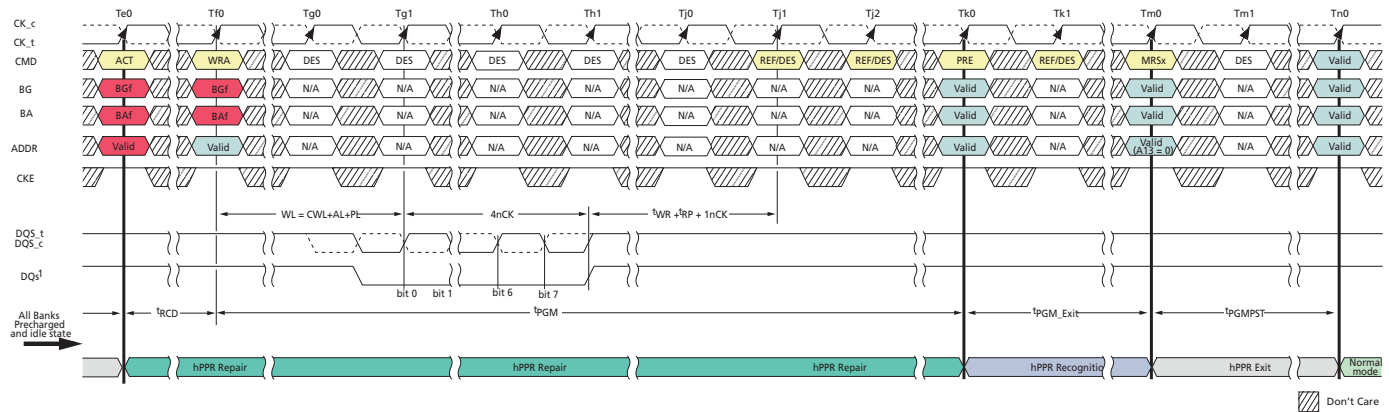 Te0 Tf0 Tg0 Tg1 Th0 Th1 Tj0 Tj1 Tj2 Tk0 Tk1 Tm0 Tm1 Tn0
CK_c
CK_t
CMD ACT WRA DES DES DES DES DES REF/DES REF/DES PRE REF/DES MRSx DES Valid
BG BGf BGf N/A N/A N/A N/A N/A N/A N/A Valid N/A Valid N/A Valid
BA BAf BAf N/A N/A N/A N/A N/A N/A N/A Valid N/A Valid N/A Valid
ADDR Valid Valid N/A N/A N/A N/A N/A N/A N/A Valid N/A Valid (A13 = 0) N/A Valid
CKE
WL = CWL+AL+PL 4nCK tWR +tRP + 1nCK
DQS_t
DQS_c
DQs1
bit 0 bit 1 bit 6 bit 7
All Banks
Precharged
and idle state
tRCD tPGM tPGM_Exit tPGMPST
hPPR Repair hPPR Repair hPPR Repair hPPR Recognitio hPPR Exit Normal
mode
Don't Care